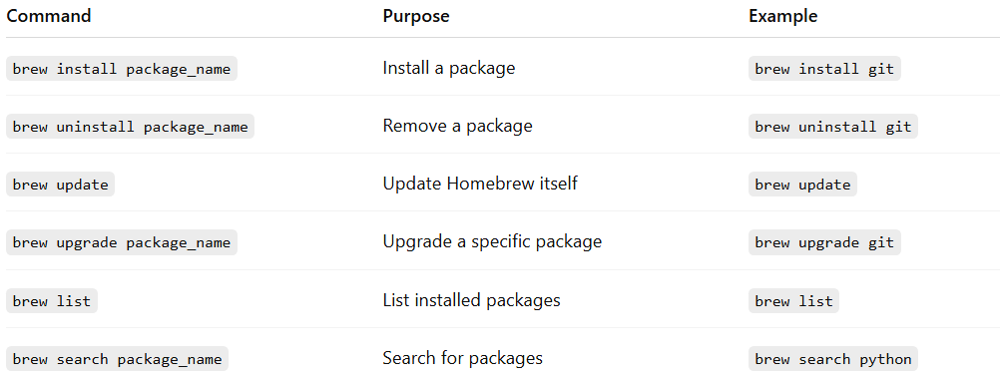 Command Purpose Example
brew install package_name Install a package brew install git
brew uninstall package_name Remove a package brew uninstall git
brew update Update Homebrew itself brew update
brew upgrade package_name Upgrade a specific package brew upgrade git
brew list List installed packages brew list
brew search package_name Search for packages brew search python